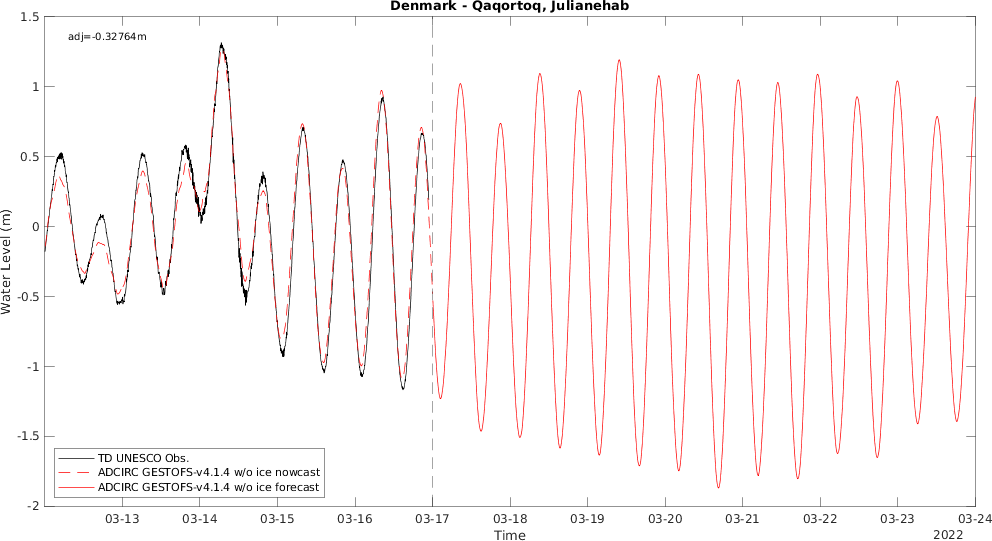 Denmark - Qaqortoq, Julianehab
adj=-0.32764m
1.5
1
0.5
0
-0.5
-1
-1.5
-2
Water Level (m)
TD UNESCO Obs.
ADCIRC GESTOFS-v4.1.4 w/o ice nowcast
ADCIRC GESTOFS-v4.1.4 w/o ice forecast
03-13 03-14 03-15 03-16 03-17 03-18 03-19 03-20 03-21 03-22 03-23 03-24
Time
2022